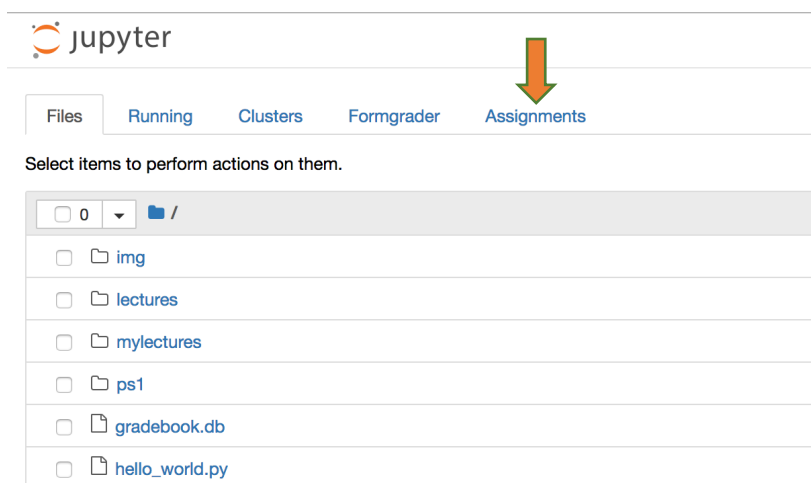 jupyter
Files Running Clusters Formgrader Assignments
Select items to perform actions on them.
0 /
img
lectures
mylectures
ps1
gradebook.db
hello_world.py